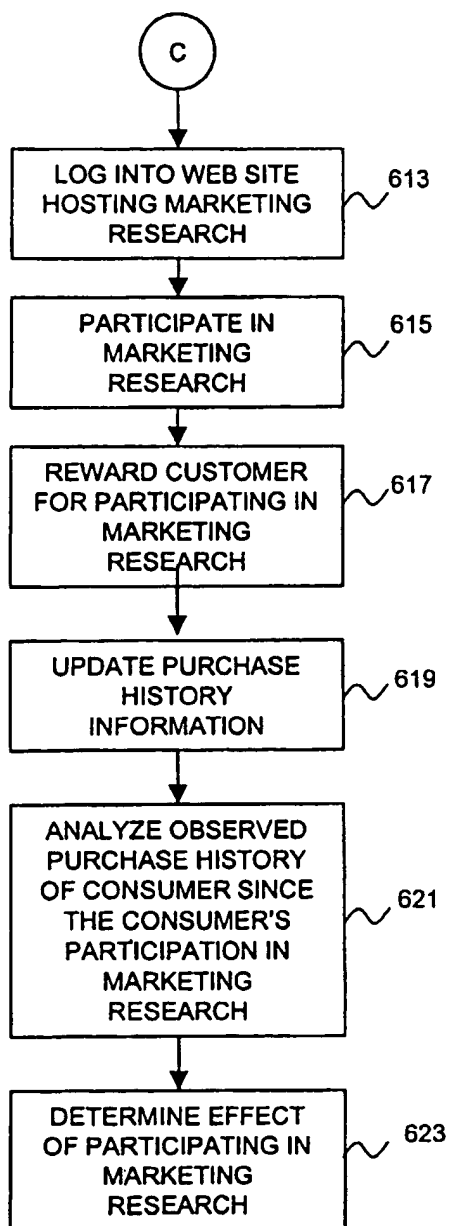 C
LOG INTO WEB SITE
HOSTING MARKETING
RESEARCH
613
PARTICIPATE IN
MARKETING
RESEARCH
615
REWARD CUSTOMER
FOR PARTICIPATING IN
MARKETING
RESEARCH
617
UPDATE PURCHASE
HISTORY
INFORMATION
619
ANALYZE OBSERVED
PURCHASE HISTORY
OF CONSUMER SINCE
THE CONSUMER'S
PARTICIPATION IN
MARKETING
RESEARCH
621
DETERMINE EFFECT
OF PARTICIPATING IN
MARKETING
RESEARCH
623